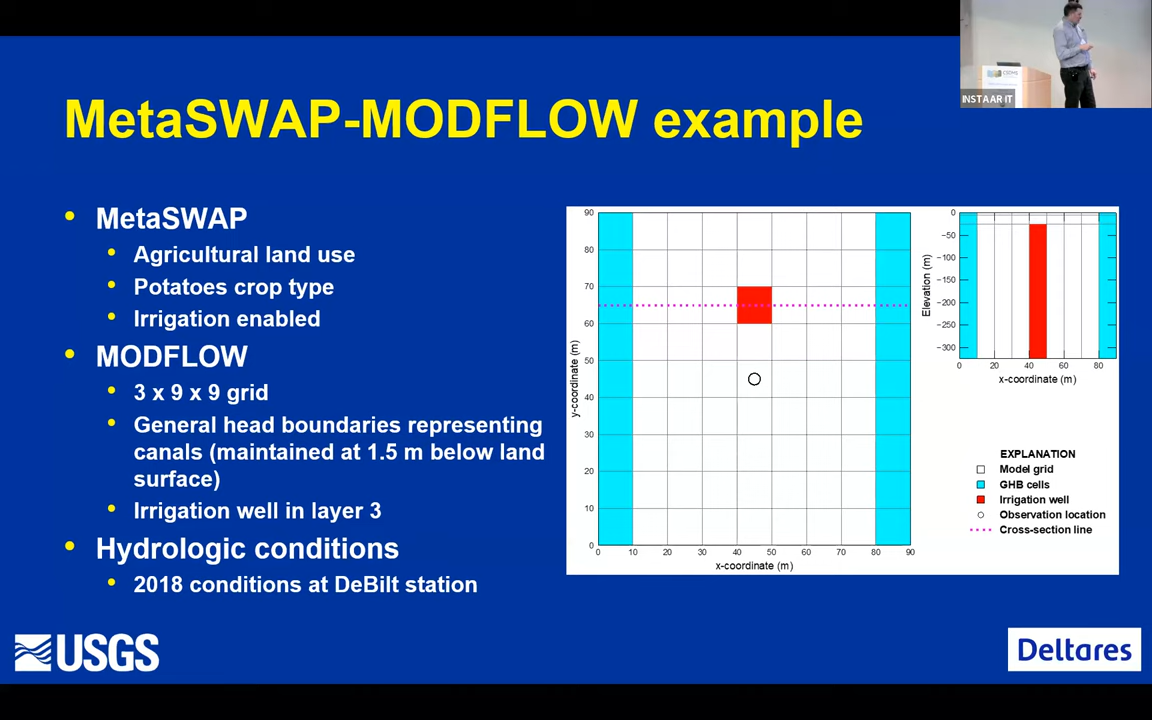 INSTAAR IT
MetaSWAP-MODFLOW example
• MetaSWAP
• Agricultural land use
• Potatoes crop type
• Irrigation enabled
• MODFLOW
• 3 x 9 x 9 grid
• General head boundaries representing
canals (maintained at 1.5 m below land
surface)
• Irrigation well in layer 3
• Hydrologic conditions
• 2018 conditions at DeBilt station
90
80
70
60
50
40
30
20
10
0
y-coordinate (m)
0 10 20 30 40 50 60 70 80 90
x-coordinate (m)
0
−50
−100
−150
−200
−250
−300
Elevation (m)
0 20 40 60 80
x-coordinate (m)
EXPLANATION
Model grid
GHB cells
Irrigation well
Observation location
Cross-section line
USGS
Deltares